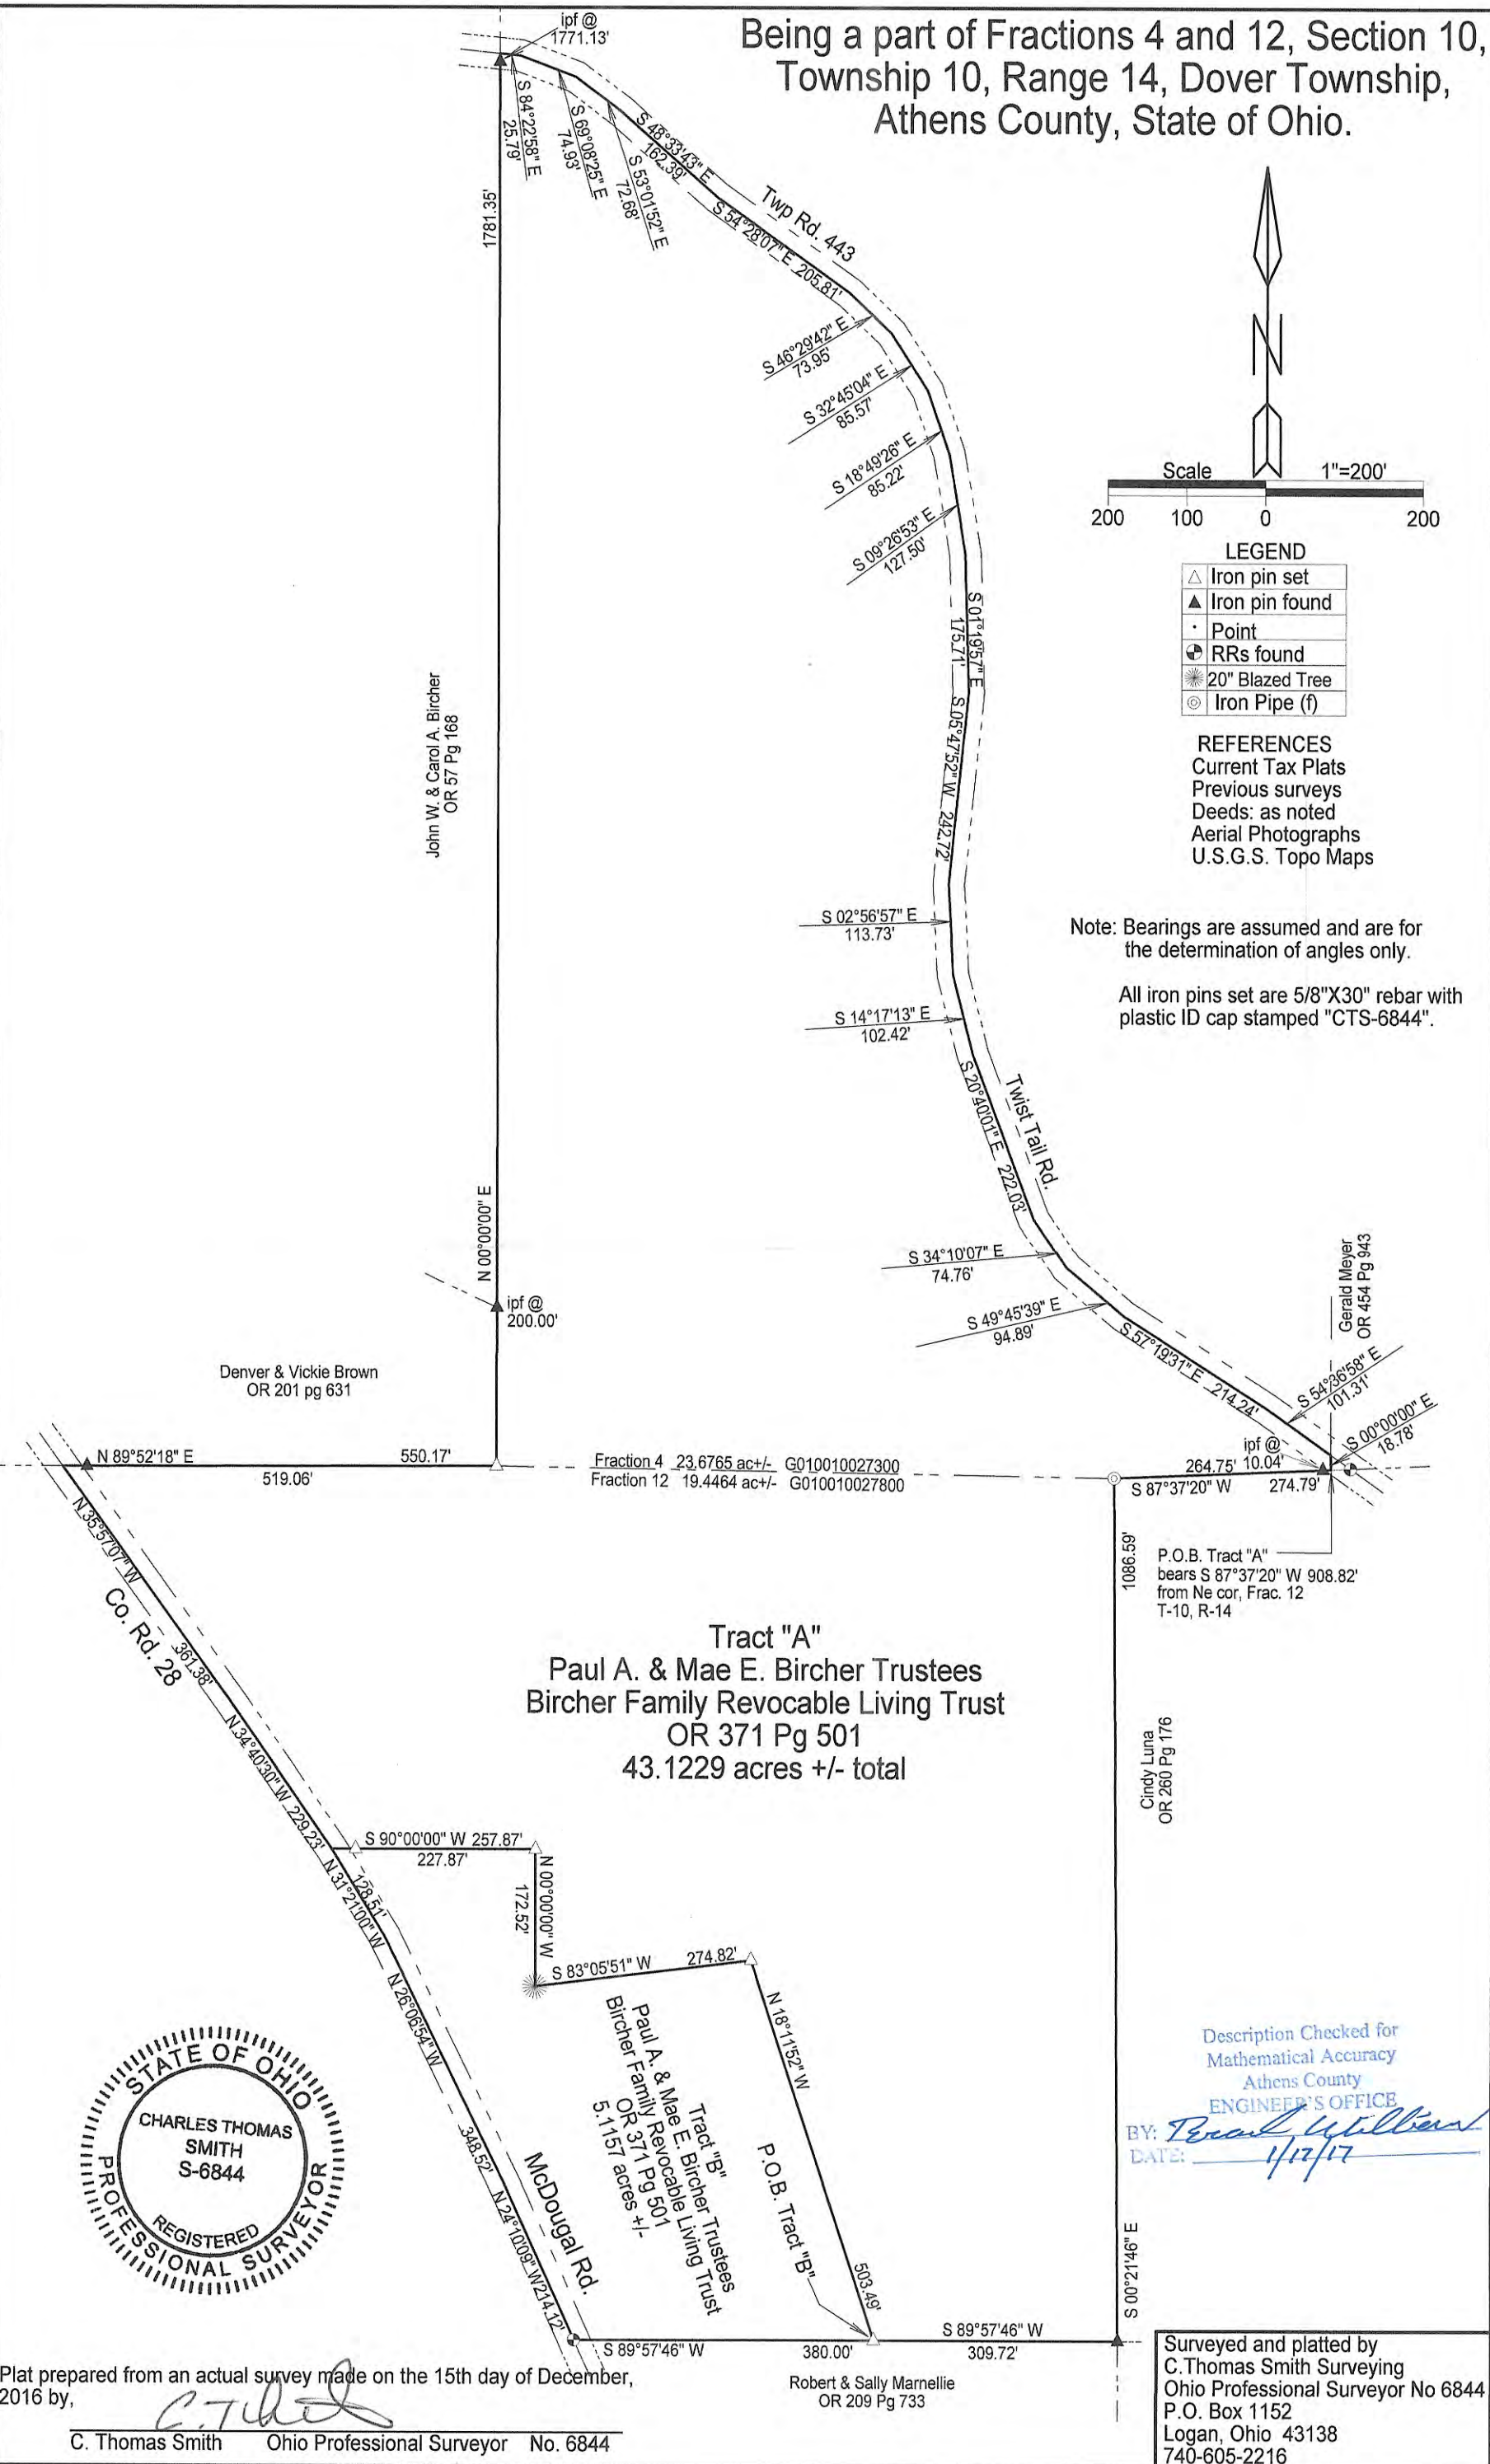 Being a part of Fractions 4 and 12, Section 10,
Township 10, Range 14, Dover Township,
Athens County, State of Ohio.
ipf @
1771.13'
S 84°22'58" E
25.79'
S 69°08'25" E
74.93'
S 53°01'52" E
72.68'
S 48°33'43" E
162.39'
Twp Rd. 443
S 54°28'07" E 205.81'
1781.35'
S 46°29'42" E
73.95'
S 32°45'04" E
85.57'
S 18°49'26" E
85.22'
S 09°26'53" E
127.50'
S 01°19'57" E
175.71'
S 05°47'52" W 242.72'
S 02°56'57" E
113.73'
S 14°17'13" E
102.42'
S 20°40'01" E 222.03'
Twist Tail Rd.
S 34°10'07" E
74.76'
S 49°45'39" E
94.89'
S 57°19'31" E 214.24'
S 54°36'58" E
101.31'
S 00°00'00" E
18.78'
N
Scale 1"=200'
200 100 0 200
LEGEND
Iron pin set
Iron pin found
Point
RRs found
20" Blazed Tree
Iron Pipe (f)
REFERENCES
Current Tax Plats
Previous surveys
Deeds: as noted
Aerial Photographs
U.S.G.S. Topo Maps
Note: Bearings are assumed and are for
the determination of angles only.
All iron pins set are 5/8"X30" rebar with
plastic ID cap stamped "CTS-6844".
John W. & Carol A. Bircher
OR 57 Pg 168
N 00°00'00" E
ipf @
200.00'
Gerald Meyer
OR 454 Pg 943
Denver & Vickie Brown
OR 201 pg 631
N 89°52'18" E 550.17'
519.06'
Fraction 4 23.6765 ac+/- G010010027300
Fraction 12 19.4464 ac+/- G010010027800
ipf @
264.75' 10.04'
S 87°37'20" W 274.79'
P.O.B. Tract "A"
bears S 87°37'20" W 908.82'
from Ne cor, Frac. 12
T-10, R-14
1086.59'
N 35°57'07" W
361.38'
Co. Rd. 28
Tract "A"
Paul A. & Mae E. Bircher Trustees
Bircher Family Revocable Living Trust
OR 371 Pg 501
43.1229 acres +/- total
Cindy Luna
OR 260 Pg 176
N 34°40'30" W 229.23'
S 90°00'00" W 257.87'
227.87'
N 31°21'00" W
128.51'
N 00°00'00" W
172.52'
S 83°05'51" W 274.82'
N 26°06'54" W
348.52'
N 18°11'52" W
503.49'
Tract "B"
Paul A. & Mae E. Bircher Trustees
Bircher Family Revocable Living Trust
OR 371 Pg 501
5.1157 acres +/-
P.O.B. Tract "B"
McDougal Rd.
N 24°10'09" W 214.12'
S 00°21'46" E
S 89°57'46" W 380.00'
S 89°57'46" W
309.72'
Robert & Sally Marnellie
OR 209 Pg 733
STATE OF OHIO
CHARLES THOMAS
SMITH
S-6844
REGISTERED
PROFESSIONAL SURVEYOR
Description Checked for
Mathematical Accuracy
Athens County
ENGINEER'S OFFICE
BY:
DATE: 1/17/17
Plat prepared from an actual survey made on the 15th day of December,
2016 by,
C. Thomas Smith Ohio Professional Surveyor No. 6844
Surveyed and platted by
C.Thomas Smith Surveying
Ohio Professional Surveyor No 6844
P.O. Box 1152
Logan, Ohio 43138
740-605-2216